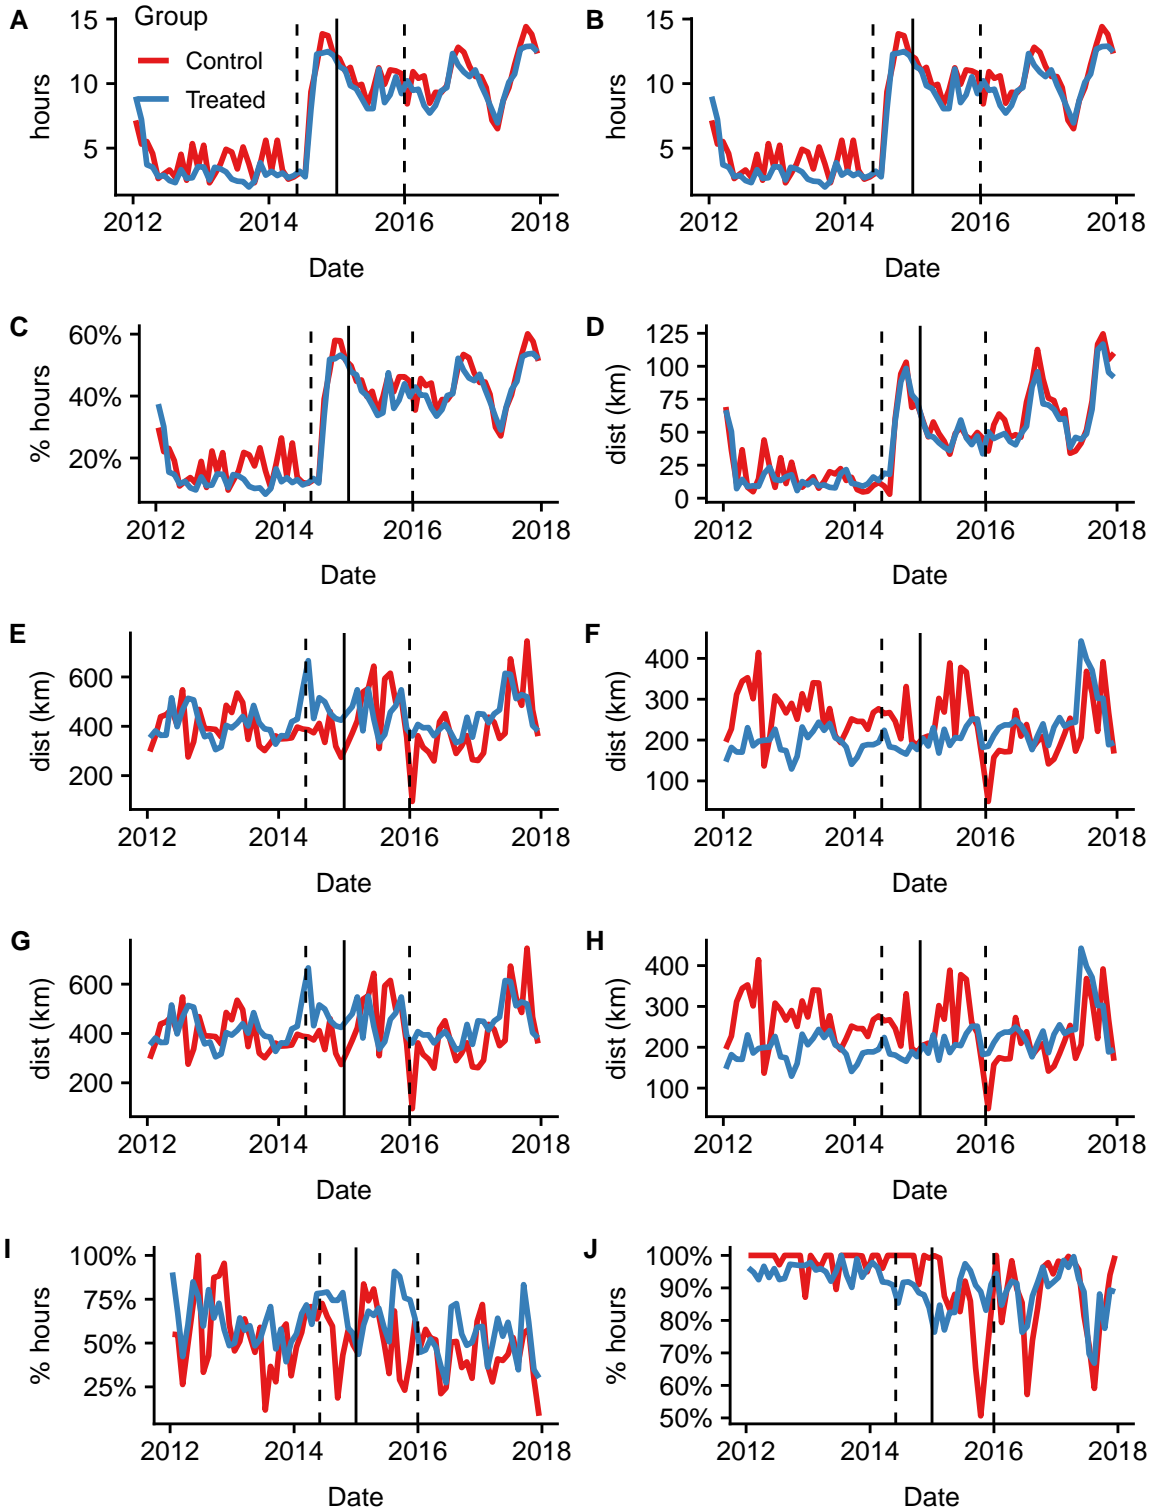 A
Group
Control
Treated
15
10
5
hours
2012 2014 2016 2018
Date
B
15
10
5
hours
2012 2014 2016 2018
Date
C
60%
40%
20%
% hours
2012 2014 2016 2018
Date
D
125
100
75
50
25
0
dist (km)
2012 2014 2016 2018
Date
E
600
400
200
dist (km)
2012 2014 2016 2018
Date
F
400
300
200
100
dist (km)
2012 2014 2016 2018
Date
G
600
400
200
dist (km)
2012 2014 2016 2018
Date
H
400
300
200
100
dist (km)
2012 2014 2016 2018
Date
I
100%
75%
50%
25%
% hours
2012 2014 2016 2018
Date
J
100%
90%
80%
70%
60%
50%
% hours
2012 2014 2016 2018
Date